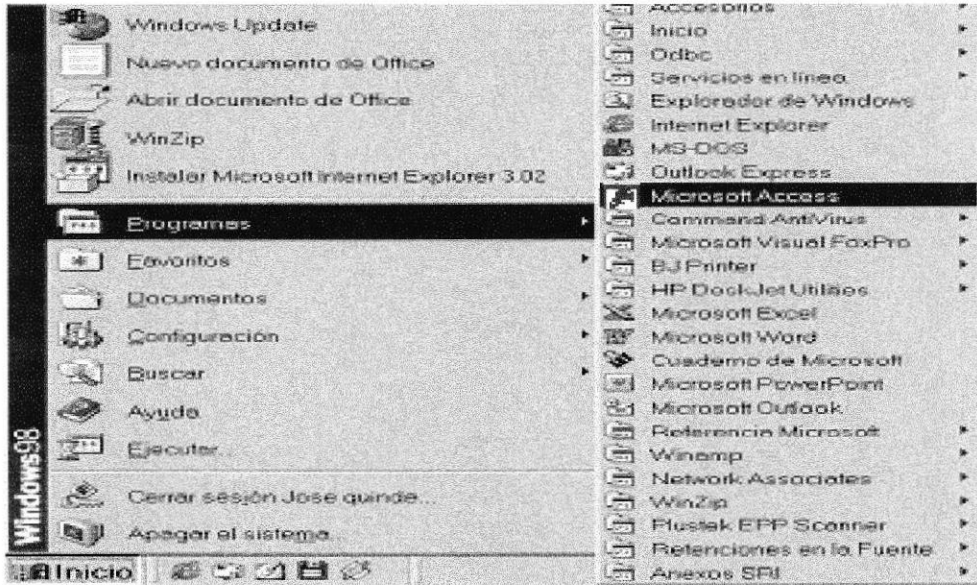 Windows Update
Nuevo documento de Office
Abrir documento de Office
WinZip
Instalar Microsoft Internet Explorer 3.02
Programas
Favoritos
Documentos
Configuración
Buscar
Ayuda
Ejecutar...
Cerrar sesión Jose quinde...
Apagar el sistema...
Windows98
Inicio
Accesorios
Inicio
Odbc
Servicios en línea
Explorador de Windows
Internet Explorer
MS-DOS
Outlook Express
Microsoft Access
Command AntiVirus
Microsoft Visual FoxPro
BJ Printer
HP DeskJet Utilities
Microsoft Excel
Microsoft Word
Cuaderno de Microsoft
Microsoft PowerPoint
Microsoft Outlook
Referencia Microsoft
Winamp
Network Associates
WinZip
Plustek EPP Scanner
Retenciones en la Fuente
Anexos SRI